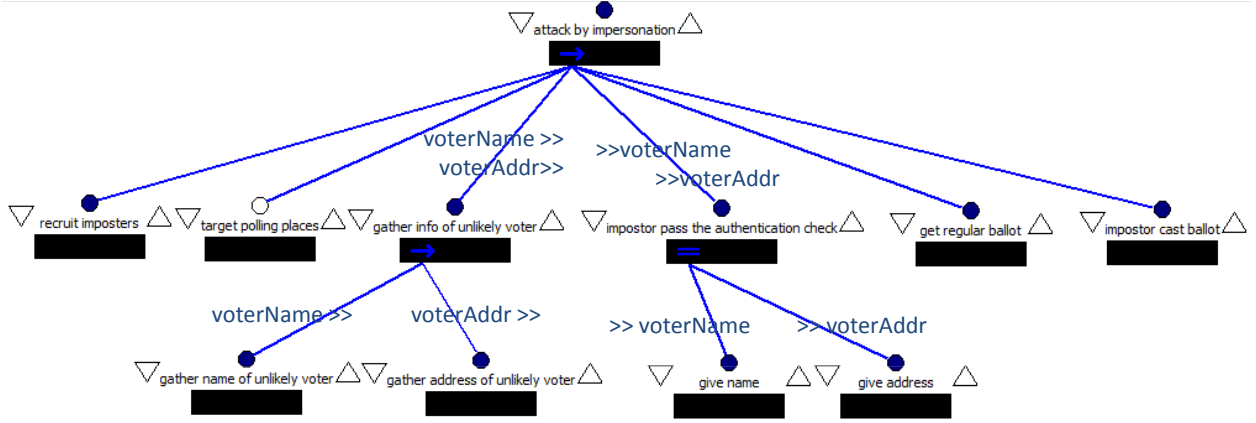 attack by impersonation
voterName >>
voterAddr>>
>>voterName
>>voterAddr
recruit imposters
target polling places
gather info of unlikely voter
impostor pass the authentication check
get regular ballot
impostor cast ballot
voterName >>
voterAddr >>
>> voterName
>> voterAddr
gather name of unlikely voter
gather address of unlikely voter
give name
give address